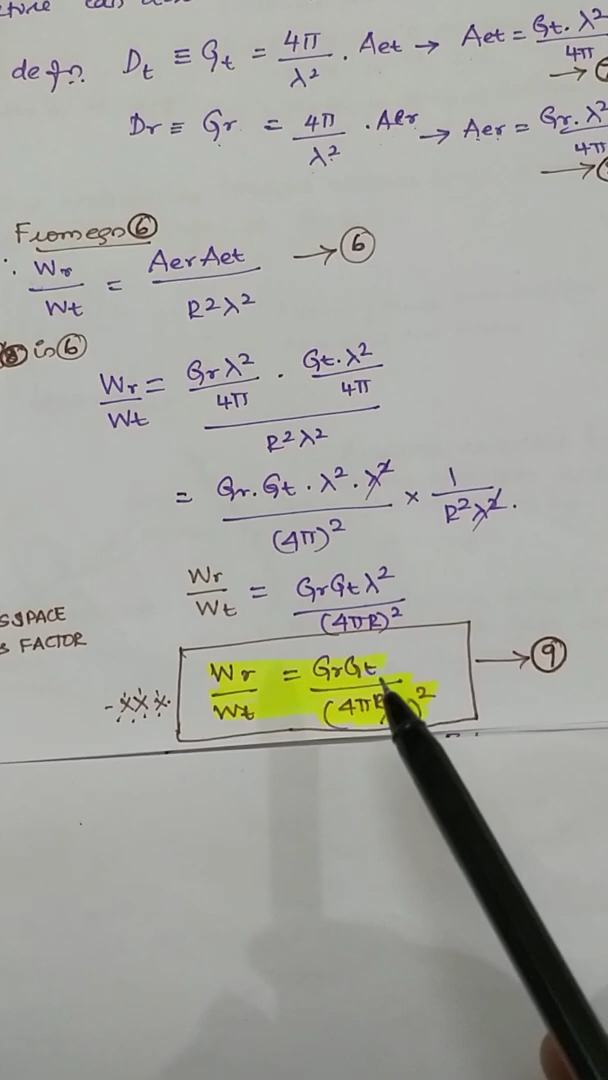 defn. Dt ≡ Gt = 4π/λ² . Aet → Aet = Gt.λ²/4π
Dr ≡ Gr = 4π/λ² .Aer → Aer = Gr.λ²/4π
From eqn ⑥
∴ Wr/Wt = AerAet/R²λ² → ⑥
⑧ in ⑥
Wr/Wt = Grλ²/4π . Gt.λ²/4π / R²λ²
= Gr.Gt.λ².λ²/(4π)² × 1/R²λ².
Wr/Wt = GrGtλ²/(4πR)²
SSPACE
S FACTOR
Wr/Wt = GrGt/(4πR )² → ⑨